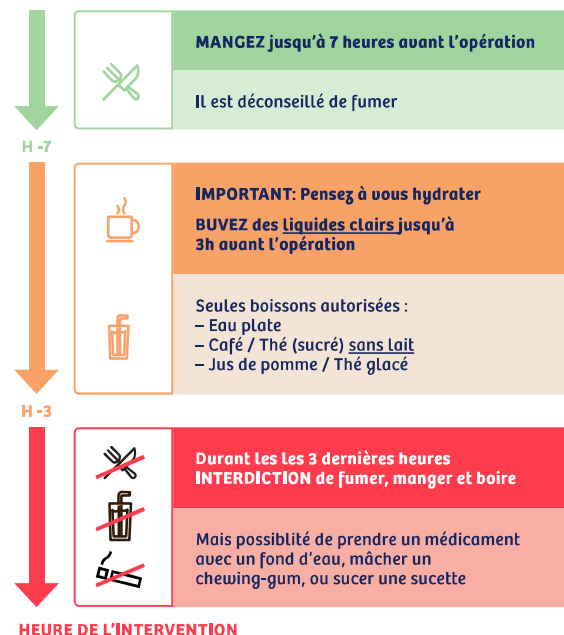 MANGEZ jusqu'à 7 heures avant l'opération
Il est déconseillé de fumer
H -7
IMPORTANT: Pensez à vous hydrater
BUVEZ des liquides clairs jusqu'à
3h avant l'opération
Seules boissons autorisées :
– Eau plate
– Café / Thé (sucré) sans lait
– Jus de pomme / Thé glacé
H -3
Durant les les 3 dernières heures
INTERDICTION de fumer, manger et boire
Mais possiblité de prendre un médicament
avec un fond d'eau, mâcher un
chewing-gum, ou sucer une sucette
HEURE DE L'INTERVENTION